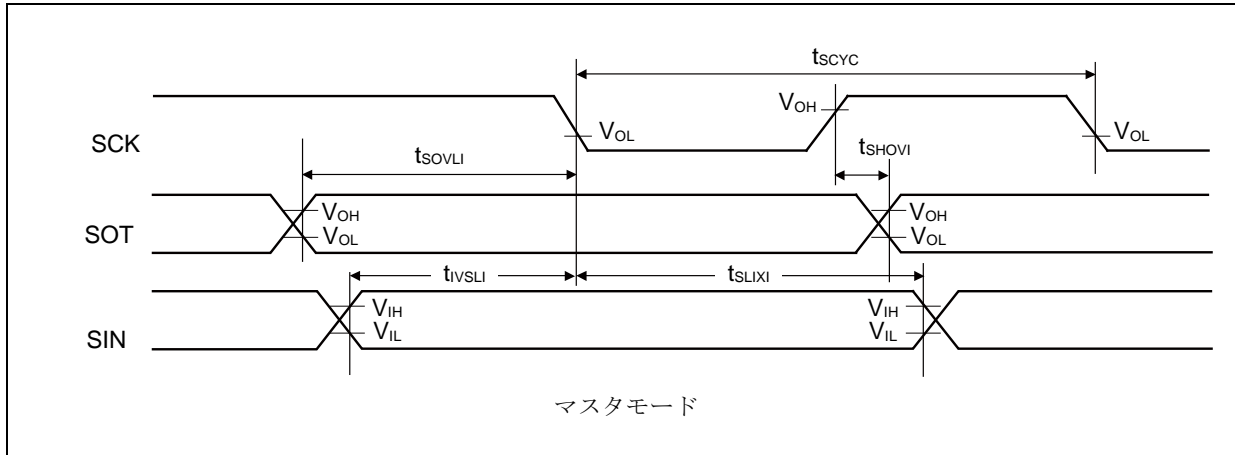 tSCYC
VOH
SCK
VOL
VOL
tSOVLI
tSHOVI
SOT
VOH
VOL
VOH
VOL
tIVSLI
tSLIXI
SIN
VIH
VIL
VIH
VIL
マスタモード